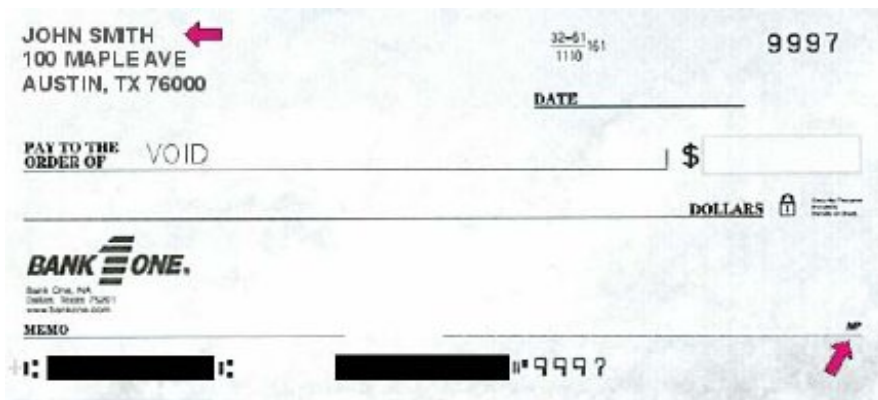 JOHN SMITH
100 MAPLE AVE
AUSTIN, TX 76000
32-61 161
1110
9997
DATE
PAY TO THE
ORDER OF VOID $
DOLLARS
BANK ONE.
Bank One, NA
Dallas, Texas 75201
www.bankone.com
MEMO
MP
9997